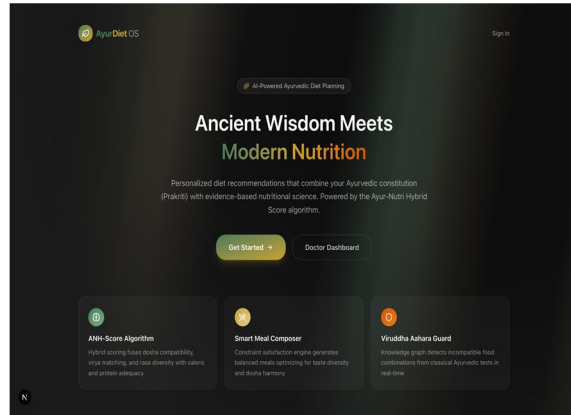 AyurDiet OS
Sign In
AI-Powered Ayurvedic Diet Planning
Ancient Wisdom Meets
Modern Nutrition
Personalized diet recommendations that combine your Ayurvedic constitution
(Prakriti) with evidence-based nutritional science. Powered by the Ayur-Nutri Hybrid
Score algorithm.
Get Started →
Doctor Dashboard
ANH-Score Algorithm
Hybrid scoring fuses dosha compatibility,
virya matching, and rasa diversity with caloric
and protein adequacy
Smart Meal Composer
Constraint satisfaction engine generates
balanced meals optimizing for taste diversity
and dosha harmony
Viruddha Aahara Guard
Knowledge graph detects incompatible food
combinations from classical Ayurvedic texts in
real-time
N